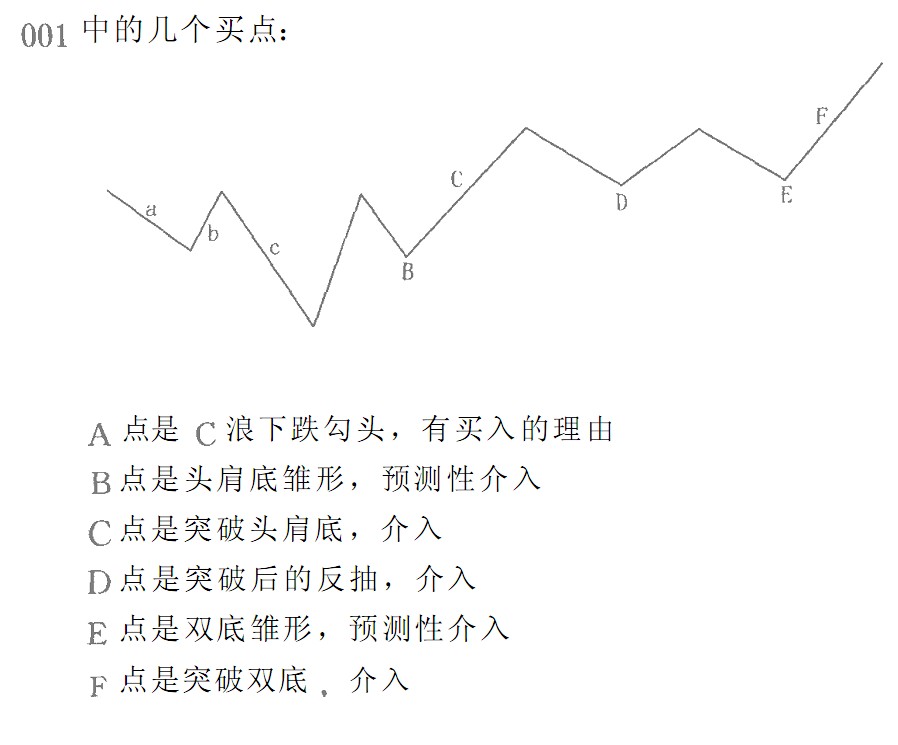 001 中的几个买点:
F
C
a
b
c
D
E
B
A 点是 C 浪下跌勾头，有买入的理由
B 点是头肩底雏形，预测性介入
C 点是突破头肩底，介入
D 点是突破后的反抽，介入
E 点是双底雏形，预测性介入
F 点是突破双底，介入